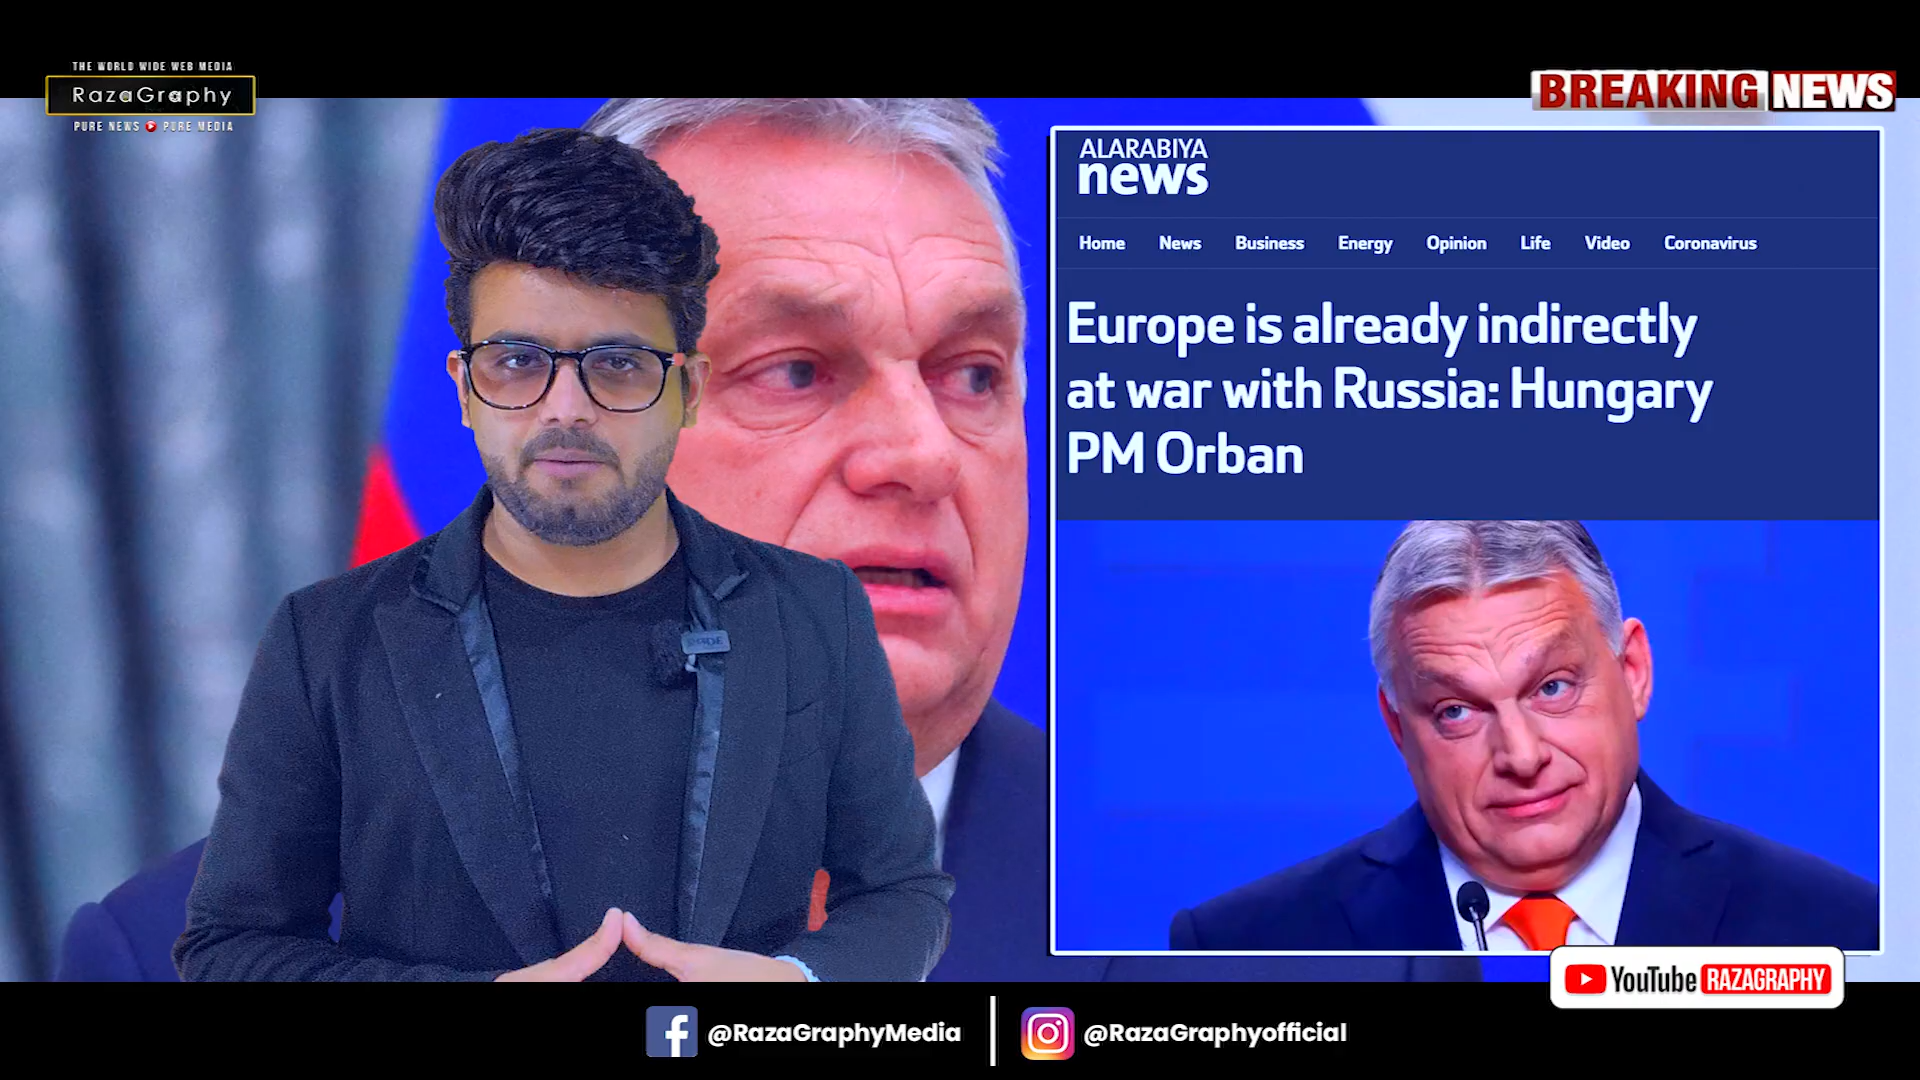 THE WORLD WIDE WEB MEDIA
RazaGraphy
PURE NEWS PURE MEDIA
BREAKING NEWS
ALARABIYA
news
Home News Business Energy Opinion Life Video Coronavirus
Europe is already indirectly
at war with Russia: Hungary
PM Orban
YouTube RAZAGRAPHY
@RazaGraphyMedia
@RazaGraphyofficial